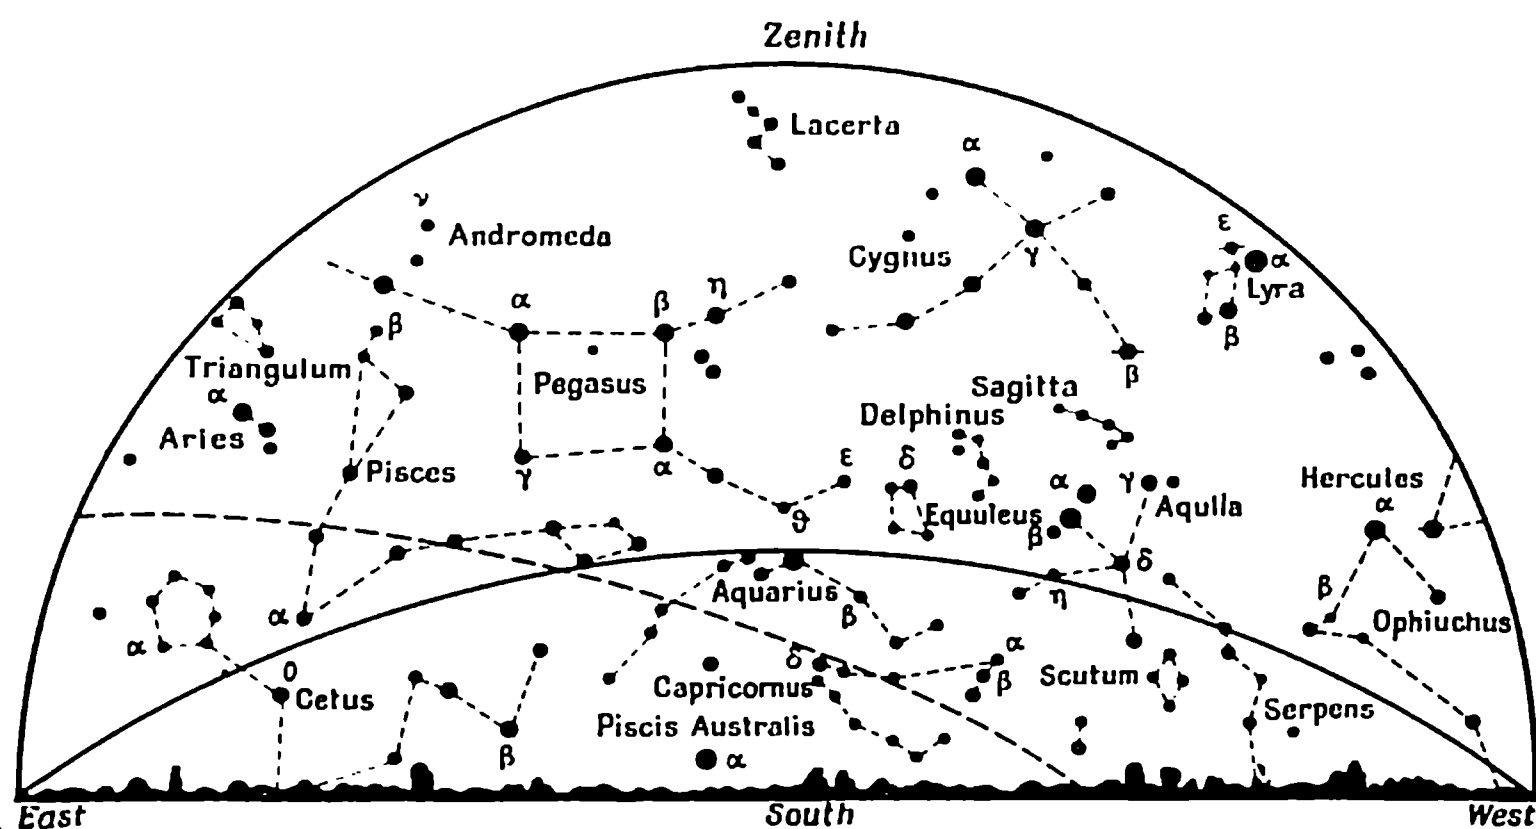 Zenith
Lacerta
α
ν
Andromeda
ε
α
Cygnus
γ
Lyra
α
β
η
β
β
Triangulum
Pegasus
β
α
Sagitta
Delphinus
Aries
Pisces
γ
α
ε
δ
α
γ
Aquila
Hercules
α
Equuleus
ϑ
β
δ
Aquarius
η
β
β
α
Ophiuchus
α
α
O
δ
Scutum
Cetus
Capricornus
β
Serpens
Piscis Australis
β
α
East
South
West